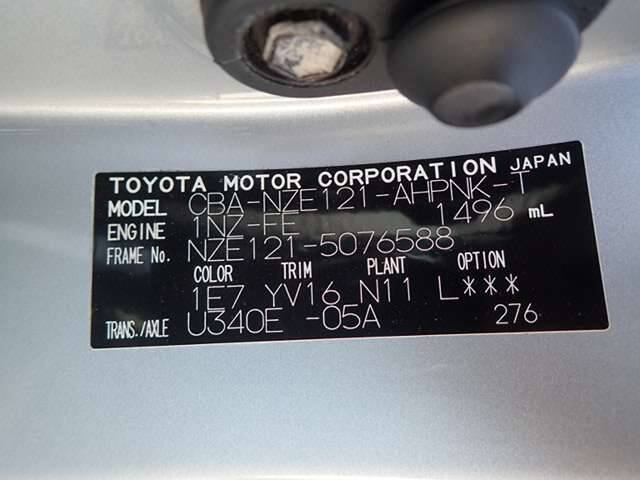 TOYOTA MOTOR CORPORATION JAPAN
MODEL CBA-NZE121-AHPNK-T
ENGINE 1NZ-FE 1496 mL
FRAME No. NZE121-5076588
COLOR TRIM PLANT OPTION
1E7 YV16 N11 L***
TRANS./AXLE U340E -05A 276